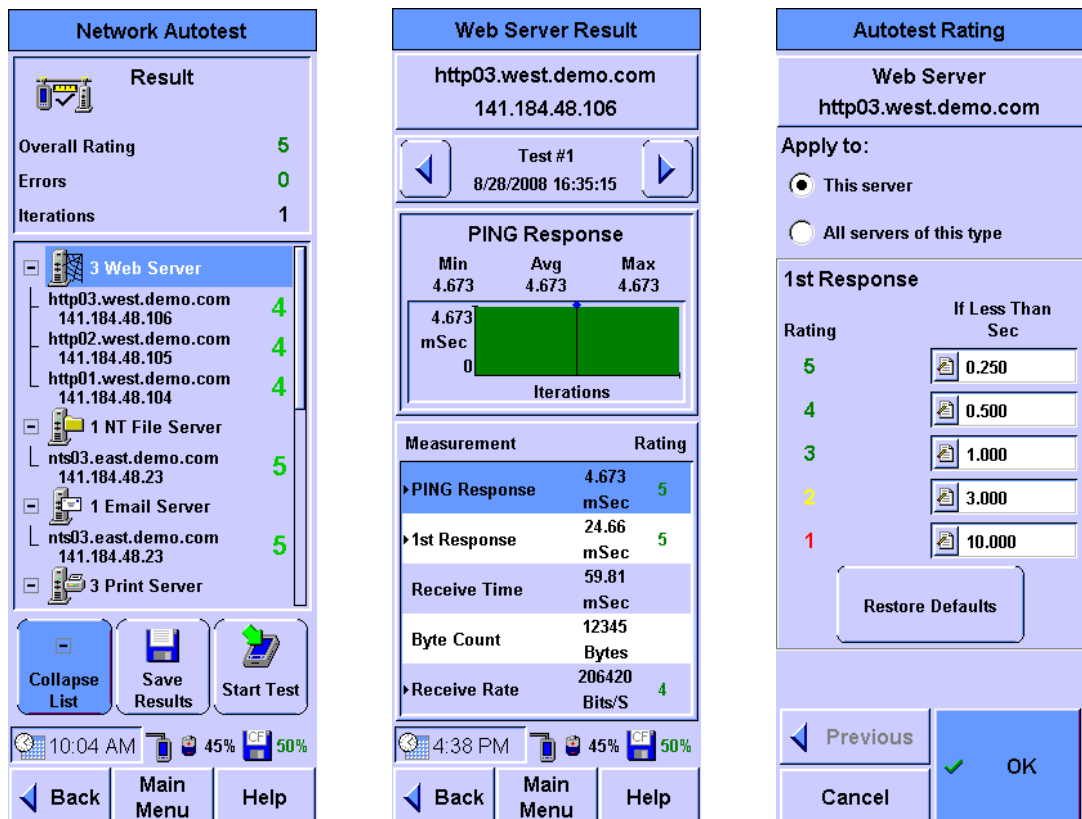 Network Autotest
Result
Overall Rating 5
Errors 0
Iterations 1
3 Web Server
http03.west.demo.com
141.184.48.106
4
http02.west.demo.com
141.184.48.105
4
http01.west.demo.com
141.184.48.104
4
1 NT File Server
nts03.east.demo.com
141.184.48.23
5
1 Email Server
nts03.east.demo.com
141.184.48.23
5
3 Print Server
Collapse
List
Save
Results
Start Test
10:04 AM 45% CF 50%
Back
Main
Menu
Help
Web Server Result
http03.west.demo.com
141.184.48.106
Test #1
8/28/2008 16:35:15
PING Response
Min Avg Max
4.673 4.673 4.673
4.673
mSec
0
Iterations
Measurement Rating
PING Response 4.673 mSec 5
1st Response 24.66 mSec 5
Receive Time 59.81 mSec
Byte Count 12345 Bytes
Receive Rate 206420 Bits/S 4
4:38 PM 45% CF 50%
Back
Main
Menu
Help
Autotest Rating
Web Server
http03.west.demo.com
Apply to:
This server
All servers of this type
1st Response
If Less Than
Rating Sec
5 0.250
4 0.500
3 1.000
2 3.000
1 10.000
Restore Defaults
Previous
Cancel
OK